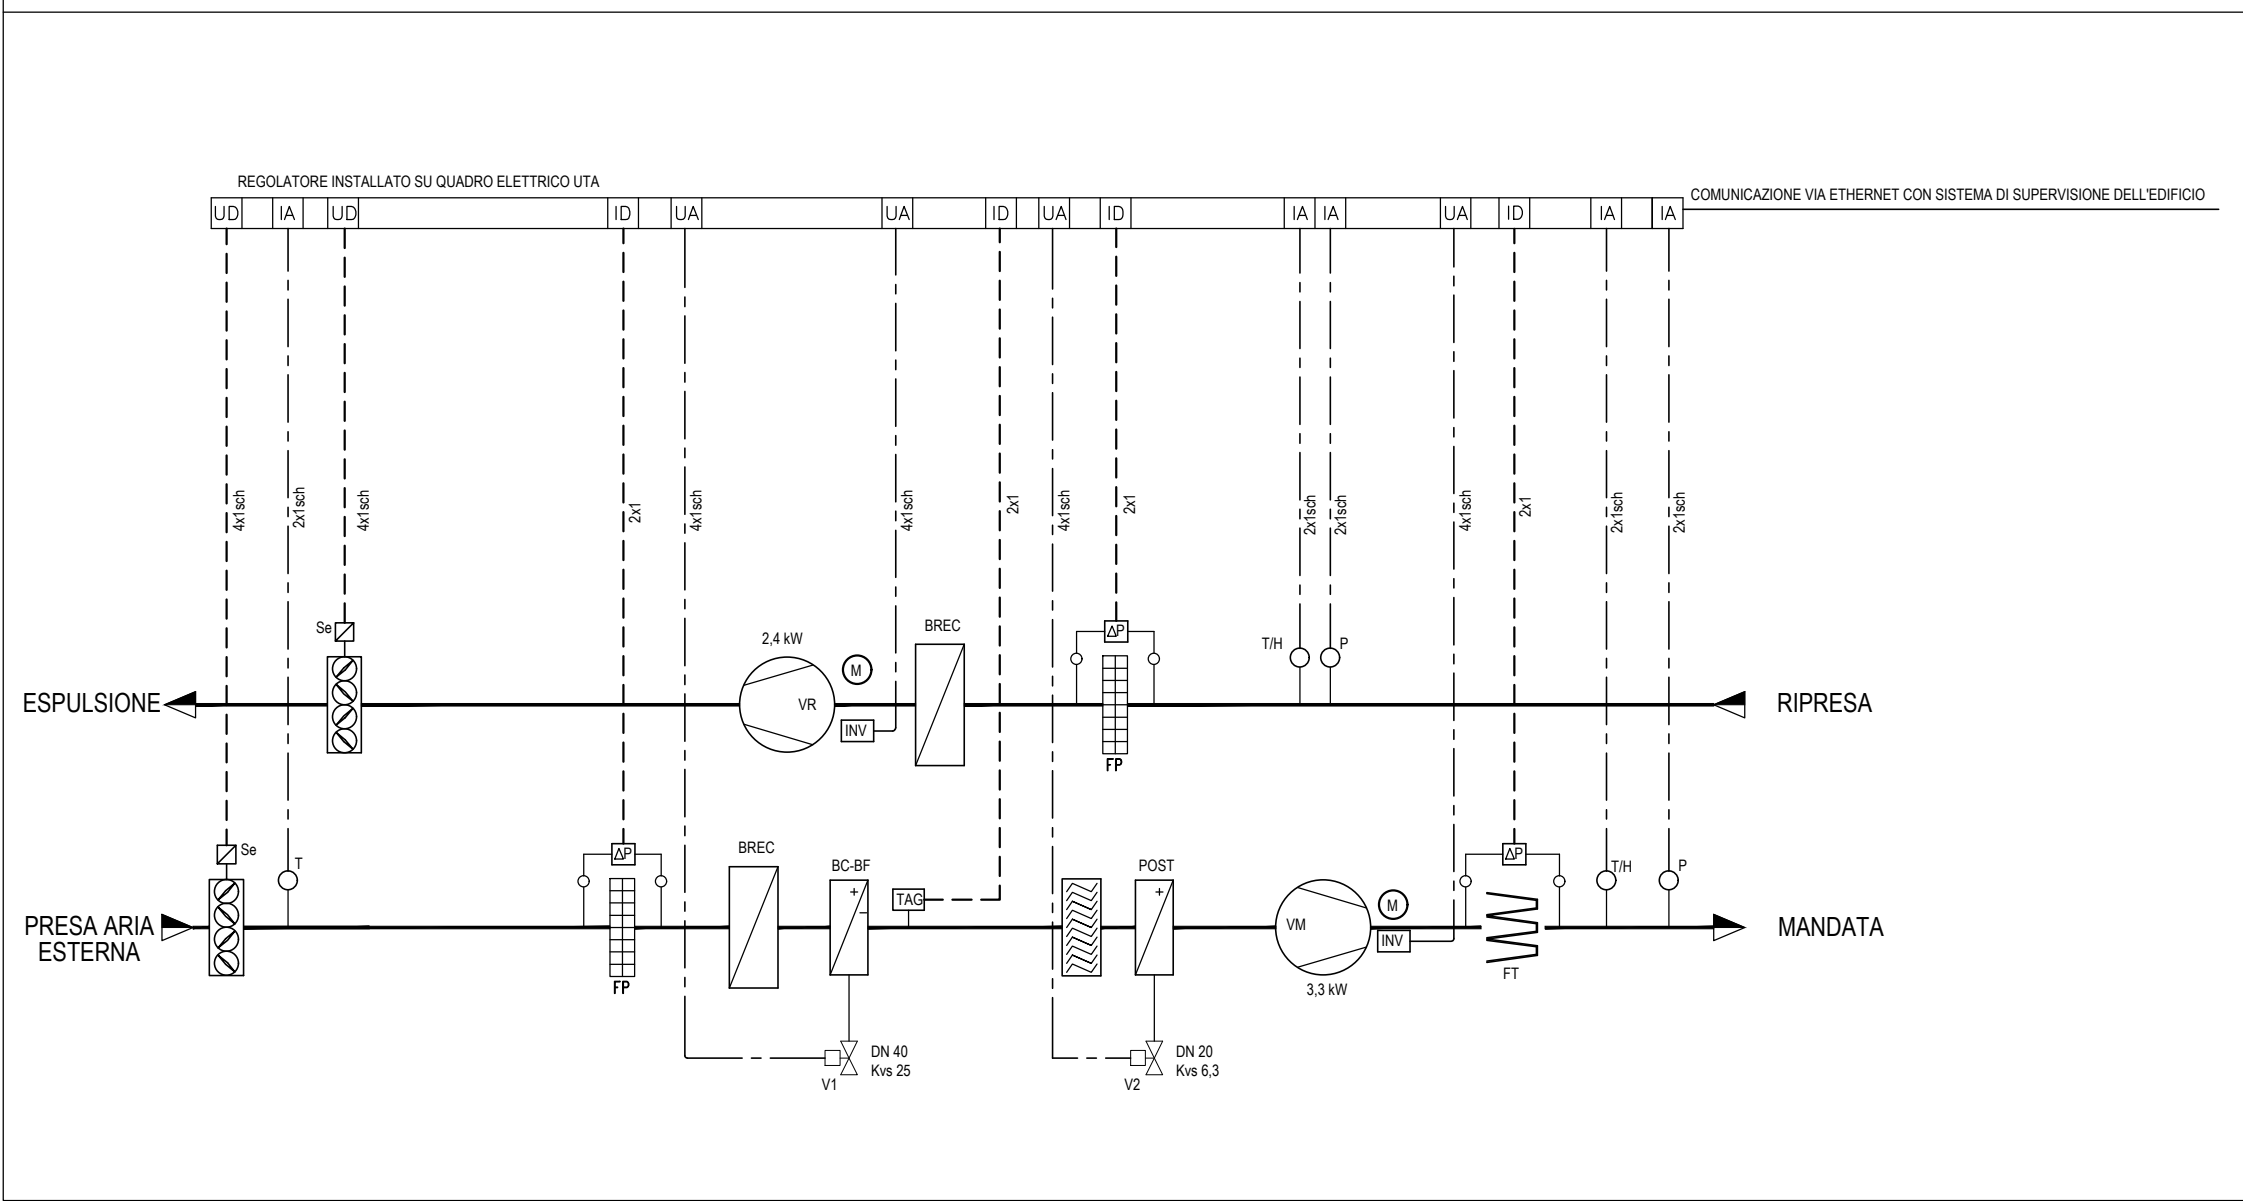 REGOLATORE INSTALLATO SU QUADRO ELETTRICO UTA
COMUNICAZIONE VIA ETHERNET CON SISTEMA DI SUPERVISIONE DELL'EDIFICIO
UD IA UD ID UA UA ID UA ID IA IA UA ID IA IA
4x1sch 2x1sch 4x1sch 2x1 4x1sch 4x1sch 2x1 4x1sch 2x1 2x1sch 2x1sch 4x1sch 2x1 2x1sch 2x1sch
Se 2,4 kW BREC ΔP
M T/H P
ESPULSIONE VR RIPRESA
INV
FP
Se T ΔP BREC BC-BF POST ΔP T/H P
+ - TAG + M
PRESA ARIA
ESTERNA
VM MANDATA
INV
FP 3,3 kW FT
DN 40
Kvs 25
V1
DN 20
Kvs 6,3
V2